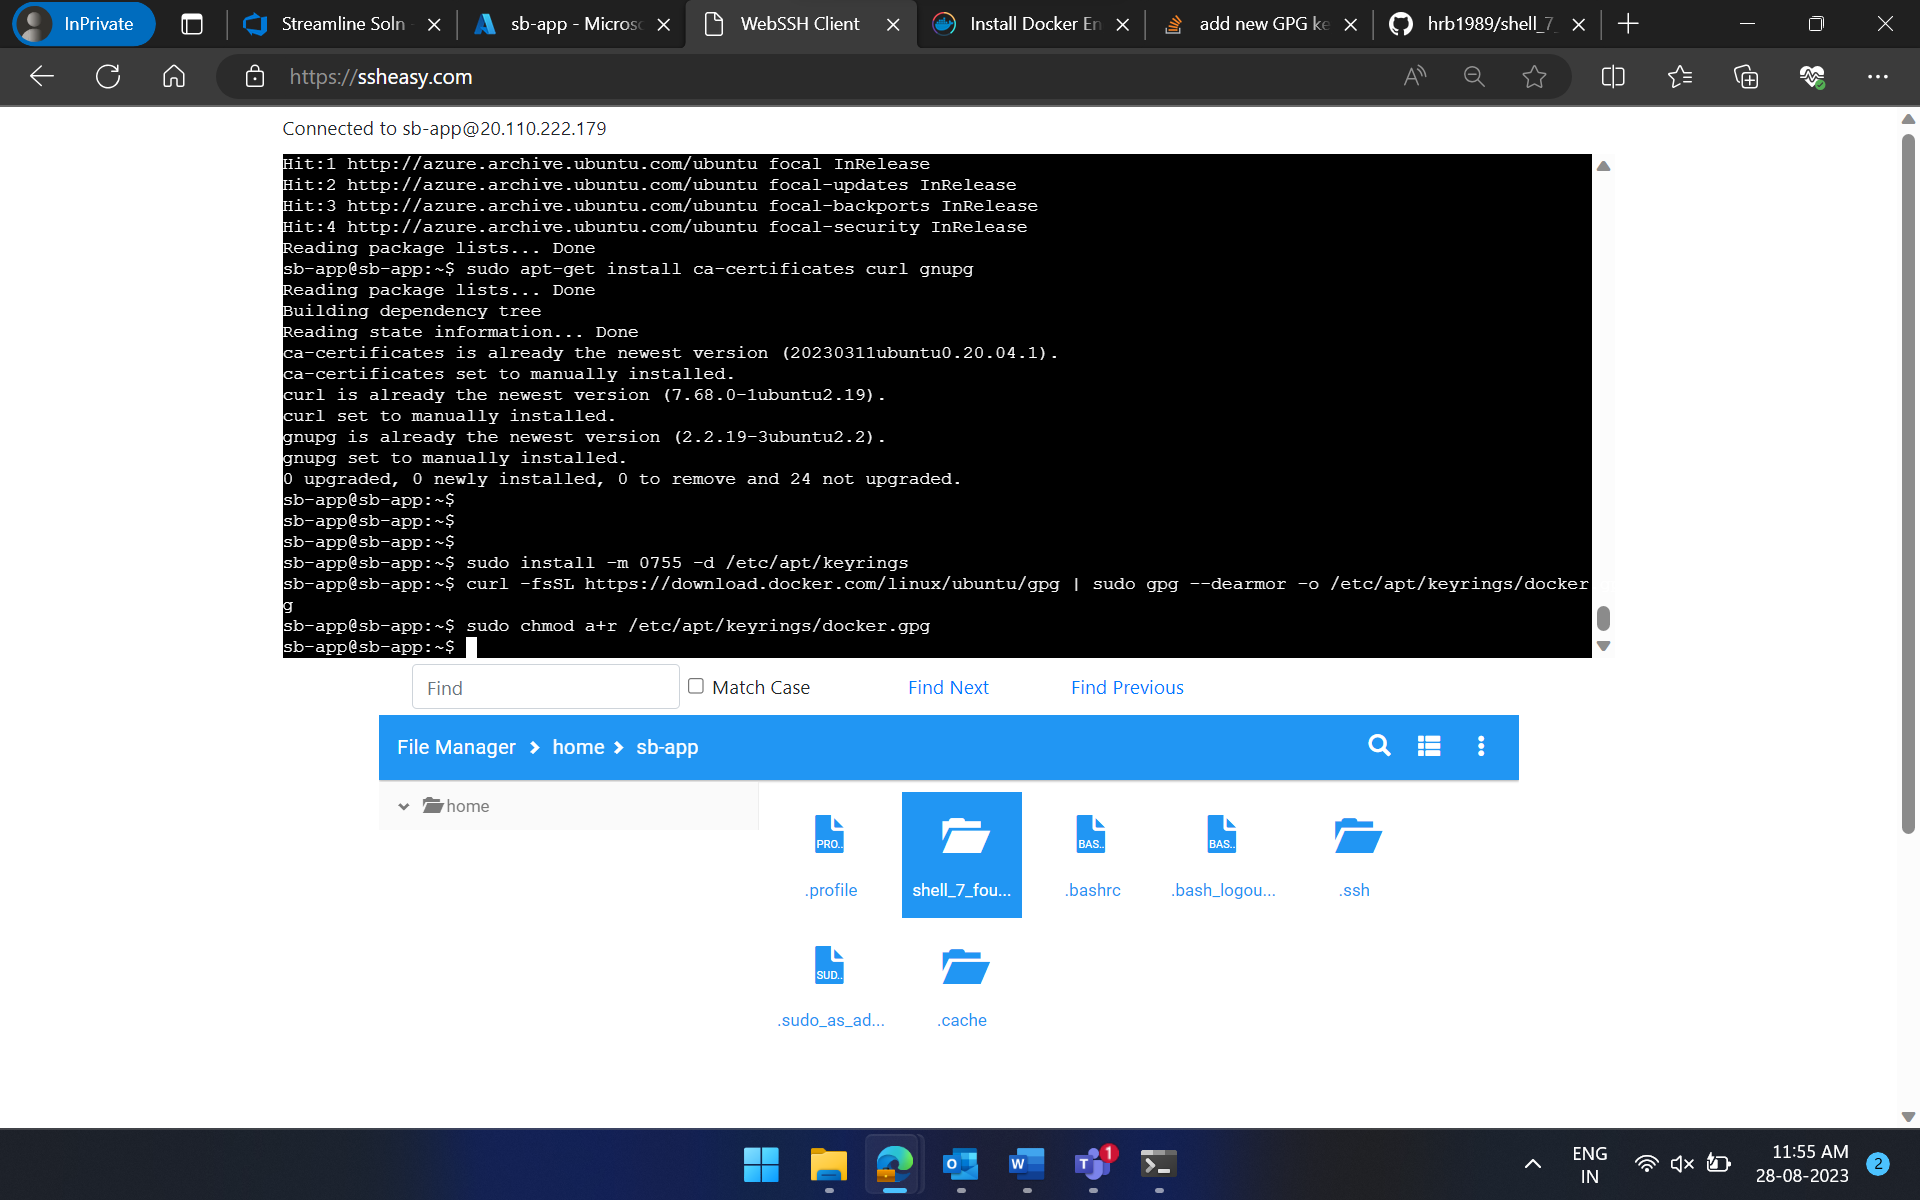 InPrivate
Streamline Soln
sb-app - Microso
WebSSH Client
Install Docker En
add new GPG ke
hrb1989/shell_7_
https://ssheasy.com
Connected to sb-app@20.110.222.179
Hit:1 http://azure.archive.ubuntu.com/ubuntu focal InRelease
Hit:2 http://azure.archive.ubuntu.com/ubuntu focal-updates InRelease
Hit:3 http://azure.archive.ubuntu.com/ubuntu focal-backports InRelease
Hit:4 http://azure.archive.ubuntu.com/ubuntu focal-security InRelease
Reading package lists... Done
sb-app@sb-app:~$ sudo apt-get install ca-certificates curl gnupg
Reading package lists... Done
Building dependency tree
Reading state information... Done
ca-certificates is already the newest version (20230311ubuntu0.20.04.1).
ca-certificates set to manually installed.
curl is already the newest version (7.68.0-1ubuntu2.19).
curl set to manually installed.
gnupg is already the newest version (2.2.19-3ubuntu2.2).
gnupg set to manually installed.
0 upgraded, 0 newly installed, 0 to remove and 24 not upgraded.
sb-app@sb-app:~$
sb-app@sb-app:~$
sb-app@sb-app:~$
sb-app@sb-app:~$ sudo install -m 0755 -d /etc/apt/keyrings
sb-app@sb-app:~$ curl -fsSL https://download.docker.com/linux/ubuntu/gpg | sudo gpg --dearmor -o /etc/apt/keyrings/docker
g
sb-app@sb-app:~$ sudo chmod a+r /etc/apt/keyrings/docker.gpg
sb-app@sb-app:~$
Find
Match Case
Find Next
Find Previous
File Manager > home > sb-app
home
PRO..
BAS..
BAS..
.profile
shell_7_fou...
.bashrc
.bash_logou...
.ssh
SUD..
.sudo_as_ad...
.cache
1
ENG
IN
11:55 AM
28-08-2023
2